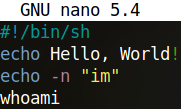 GNU nano 5.4
#!/bin/sh
echo Hello, World!
echo -n "im"
whoami